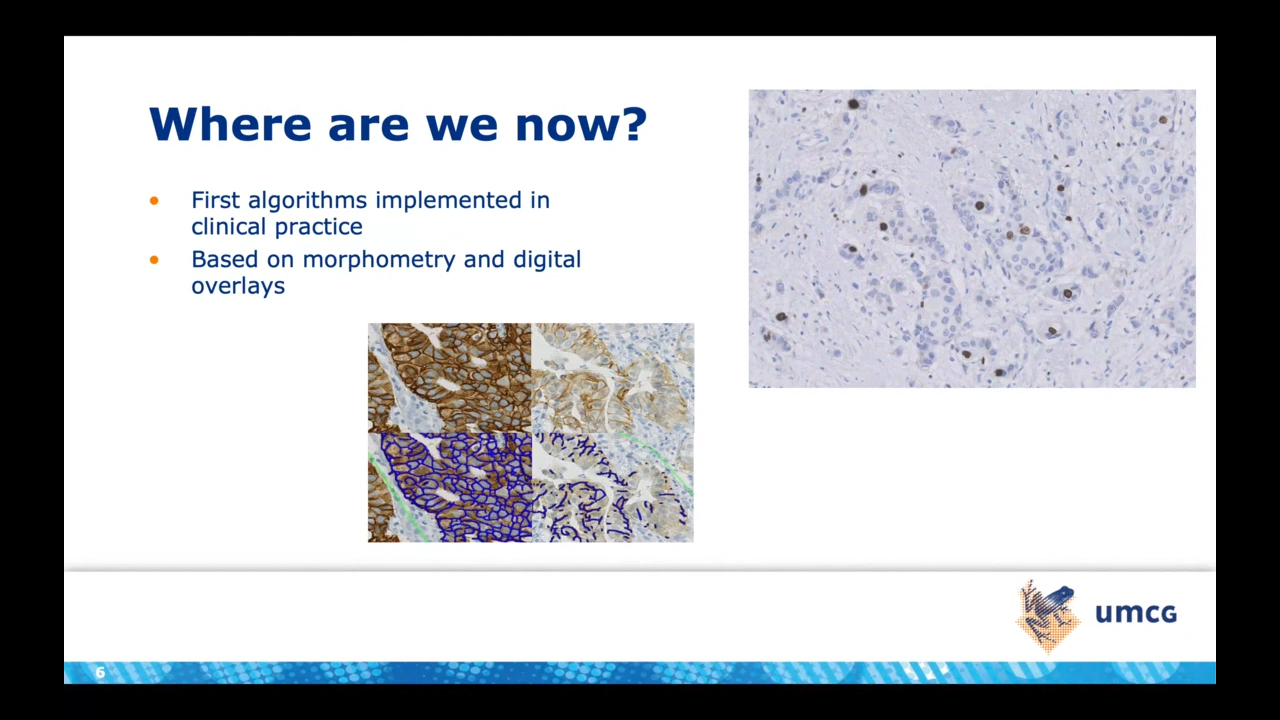 Where are we now?
First algorithms implemented in
clinical practice
Based on morphometry and digital
overlays
umcg
6